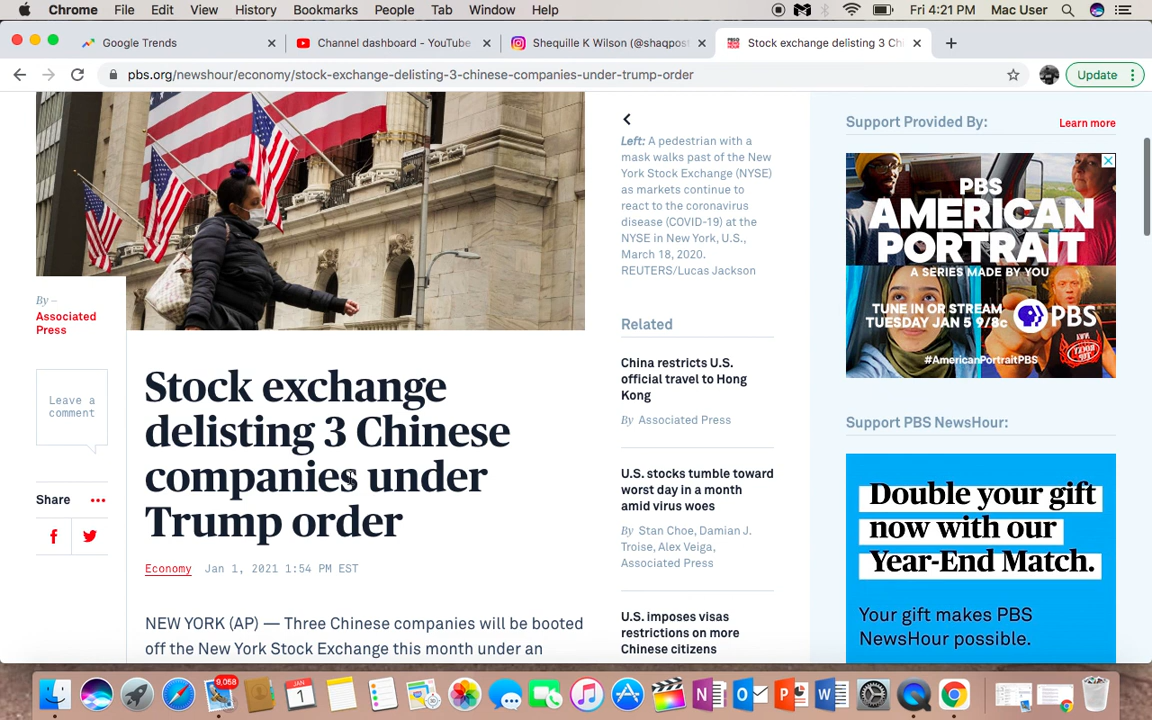 Chrome File Edit View History Bookmarks People Tab Window Help Fri 4:21 PM Mac User
Google Trends
Channel dashboard - YouTube
Shequille K Wilson (@shaqpos
Stock exchange delisting 3 Ch
pbs.org/newshour/economy/stock-exchange-delisting-3-chinese-companies-under-trump-order
Update
By –
Associated
Press
Leave a
comment
Share
Stock exchange
delisting 3 Chinese
companies under
Trump order
Economy Jan 1, 2021 1:54 PM EST
NEW YORK (AP) — Three Chinese companies will be booted
off the New York Stock Exchange this month under an
Left: A pedestrian with a
mask walks past of the New
York Stock Exchange (NYSE)
as markets continue to
react to the coronavirus
disease (COVID-19) at the
NYSE in New York, U.S.,
March 18, 2020.
REUTERS/Lucas Jackson
Related
China restricts U.S.
official travel to Hong
Kong
By Associated Press
U.S. stocks tumble toward
worst day in a month
amid virus woes
By Stan Choe, Damian J.
Troise, Alex Veiga,
Associated Press
U.S. imposes visas
restrictions on more
Chinese citizens
Support Provided By: Learn more
PBS
AMERICAN
PORTRAIT
A SERIES MADE BY YOU
TUNE IN OR STREAM
TUESDAY JAN 5 9/8c
PBS
#AmericanPortraitPBS
Support PBS NewsHour:
Double your gift
now with our
Year-End Match.
Your gift makes PBS
NewsHour possible.
9,058
JAN
1